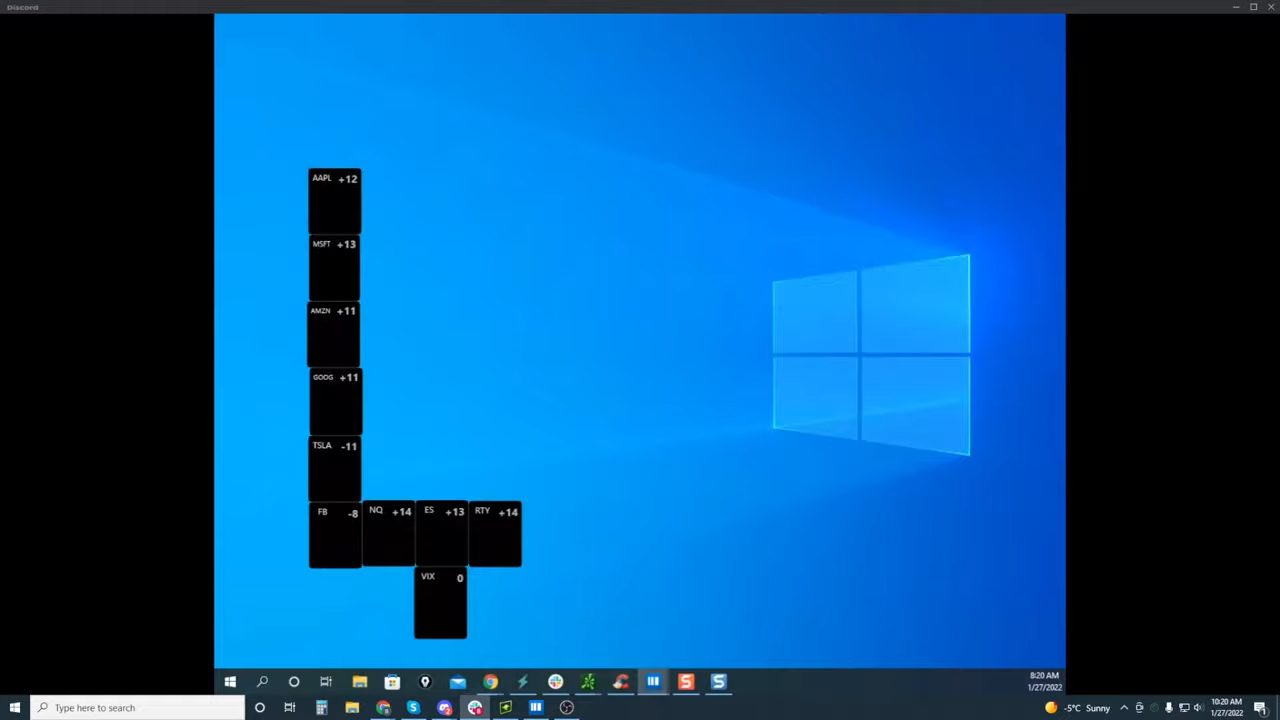 Discord
AAPL +12
MSFT +13
AMZN +11
GOOG +11
TSLA -11
FB -8
NQ +14
ES +13
RTY +14
VIX 0
8:20 AM
1/27/2022
Type here to search
-5°C Sunny
10:20 AM
1/27/2022